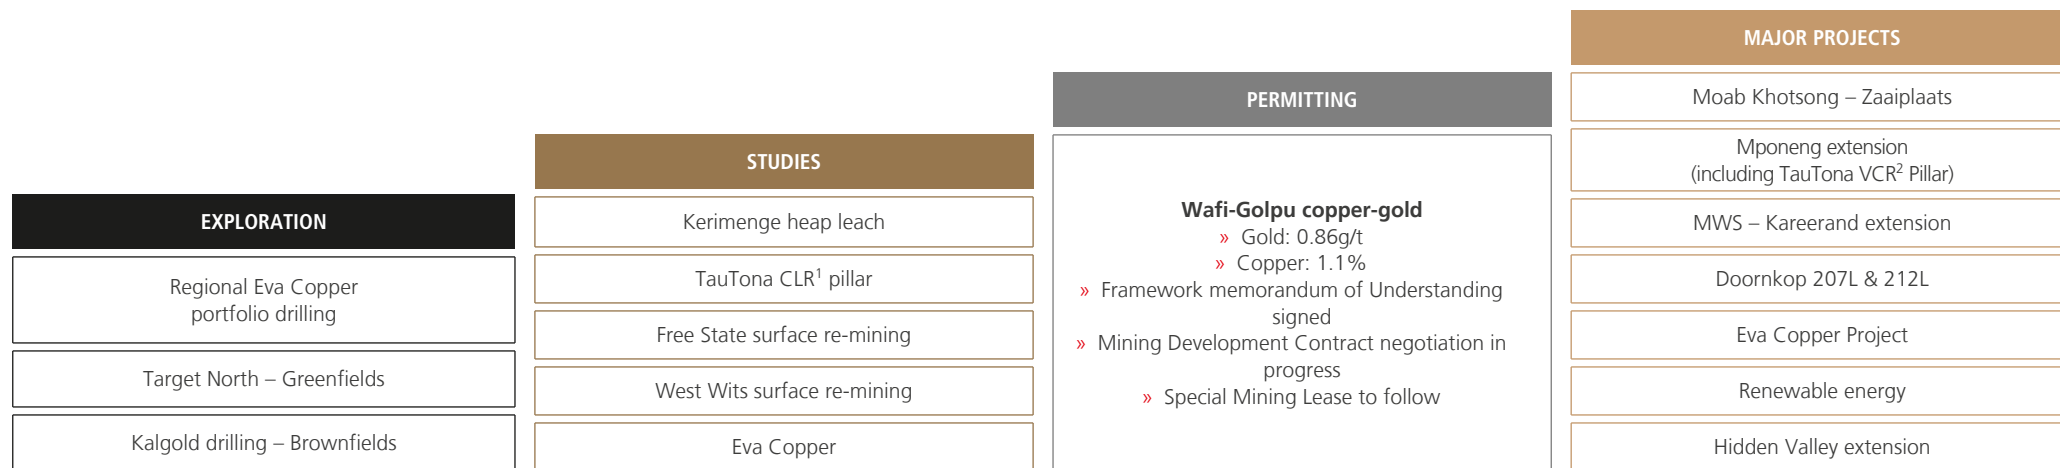 EXPLORATION
Regional Eva Copper
portfolio drilling
Target North – Greenfields
Kalgold drilling – Brownfields
STUDIES
Kerimenge heap leach
TauTona CLR¹ pillar
Free State surface re-mining
West Wits surface re-mining
Eva Copper
PERMITTING
Wafi-Golpu copper-gold
» Gold: 0.86g/t
» Copper: 1.1%
» Framework memorandum of Understanding
signed
» Mining Development Contract negotiation in
progress
» Special Mining Lease to follow
MAJOR PROJECTS
Moab Khotsong – Zaaiplaats
Mponeng extension
(including TauTona VCR² Pillar)
MWS – Kareerand extension
Doornkop 207L & 212L
Eva Copper Project
Renewable energy
Hidden Valley extension